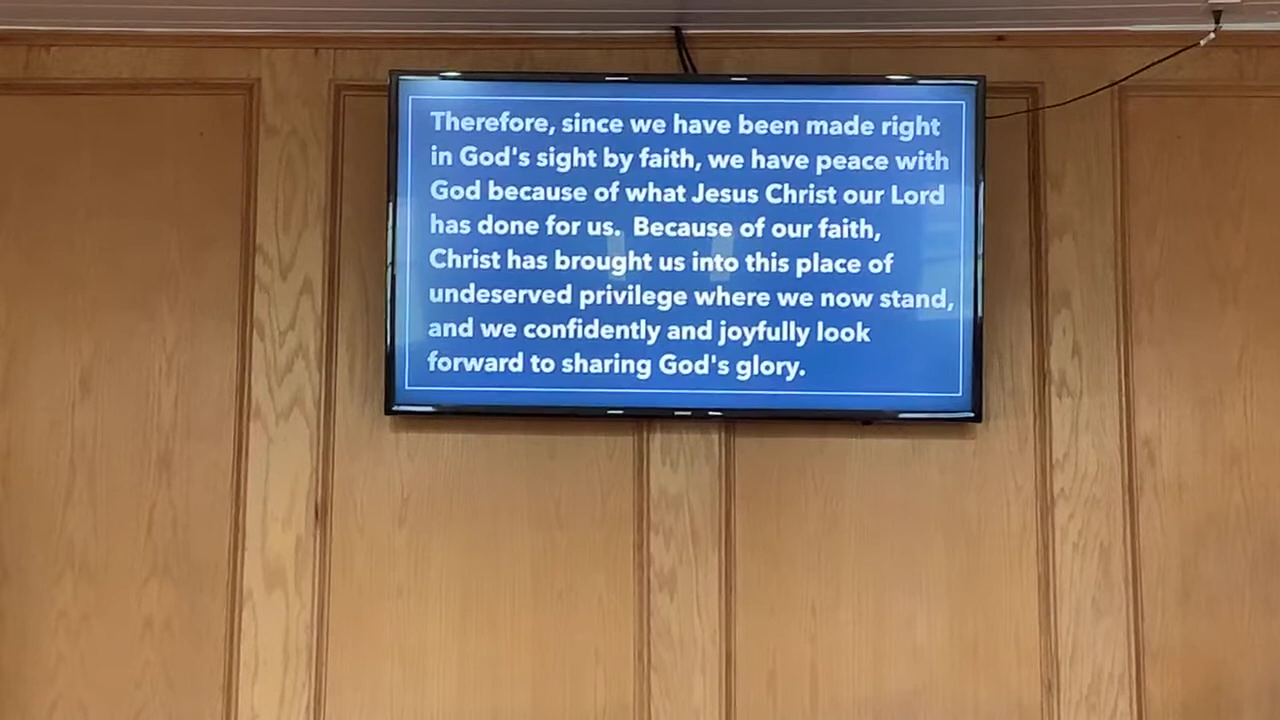 Therefore, since we have been made right
in God's sight by faith, we have peace with
God because of what Jesus Christ our Lord
has done for us.  Because of our faith,
Christ has brought us into this place of
undeserved privilege where we now stand,
and we confidently and joyfully look
forward to sharing God's glory.